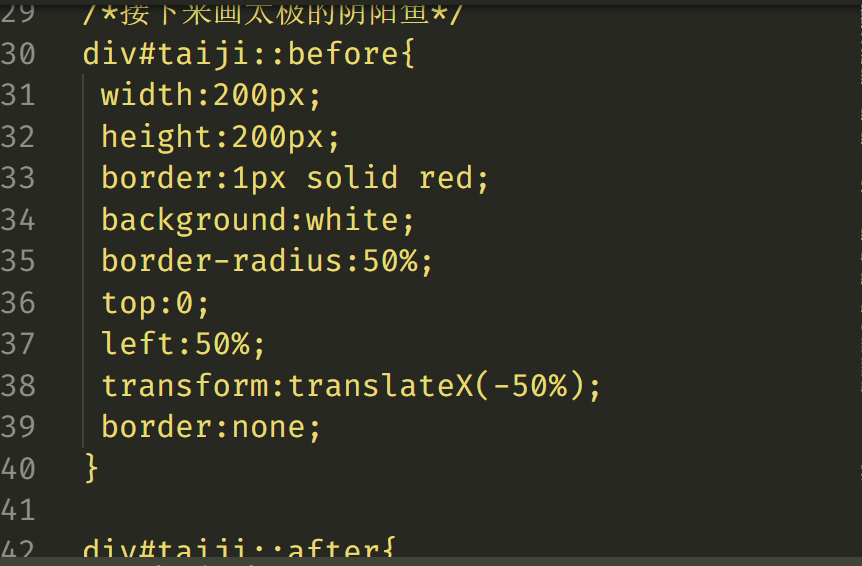 29 /*接下来画太极的阴阳鱼*/
30 div#taiji::before{
31 width:200px;
32 height:200px;
33 border:1px solid red;
34 background:white;
35 border-radius:50%;
36 top:0;
37 left:50%;
38 transform:translateX(-50%);
39 border:none;
40 }
41
42 div#taiji::after{